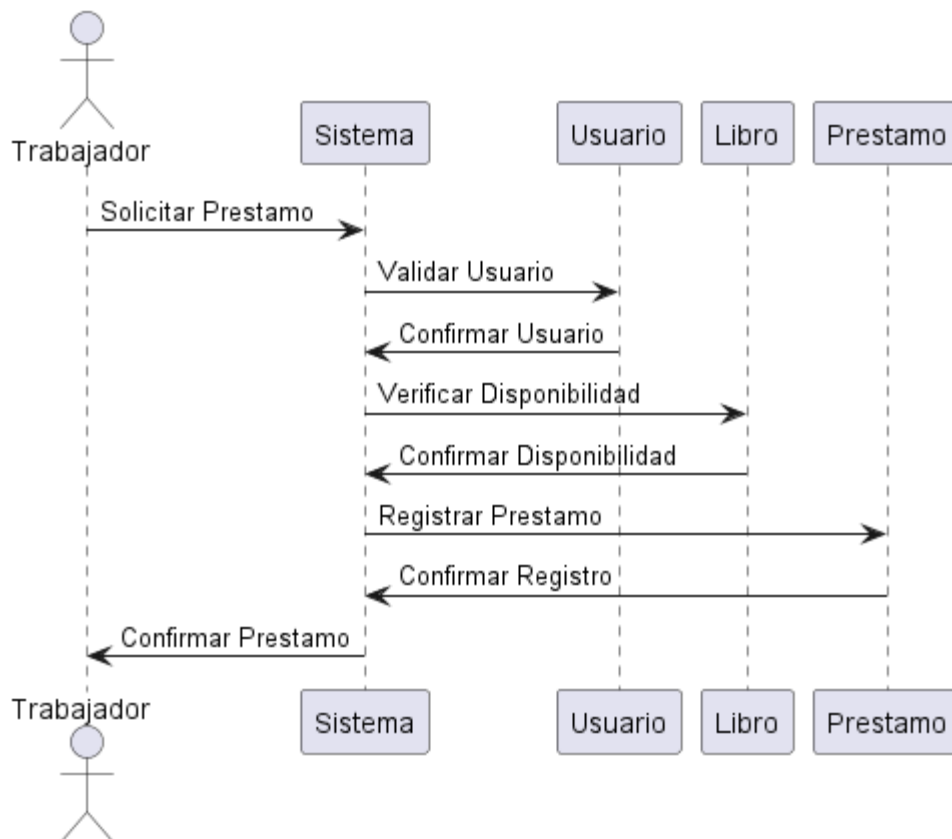 Trabajador
Sistema
Usuario
Libro
Prestamo
Solicitar Prestamo
Validar Usuario
Confirmar Usuario
Verificar Disponibilidad
Confirmar Disponibilidad
Registrar Prestamo
Confirmar Registro
Confirmar Prestamo
Trabajador
Sistema
Usuario
Libro
Prestamo